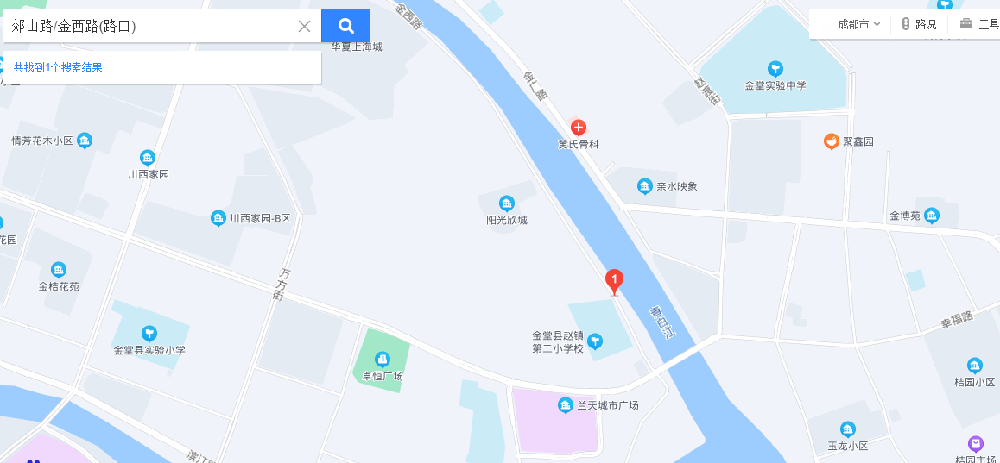 郊山路/金西路(路口)
共找到1个搜索结果
成都市
路况
工具
金西路
华夏上海城
金广路
赵渡街
金堂实验中学
黄氏骨科
聚鑫园
情芳花木小区
川西家园
亲水映象
川西家园-B区
阳光欣城
金博苑
花园
金桔花苑
万方街
1
青白江
幸福路
金堂县实验小学
金堂县赵镇
第二小学校
卓恒广场
桔园小区
兰天城市广场
玉龙小区
滨江路
桔园市场